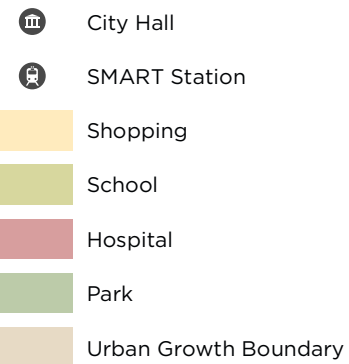 City Hall
SMART Station
Shopping
School
Hospital
Park
Urban Growth Boundary